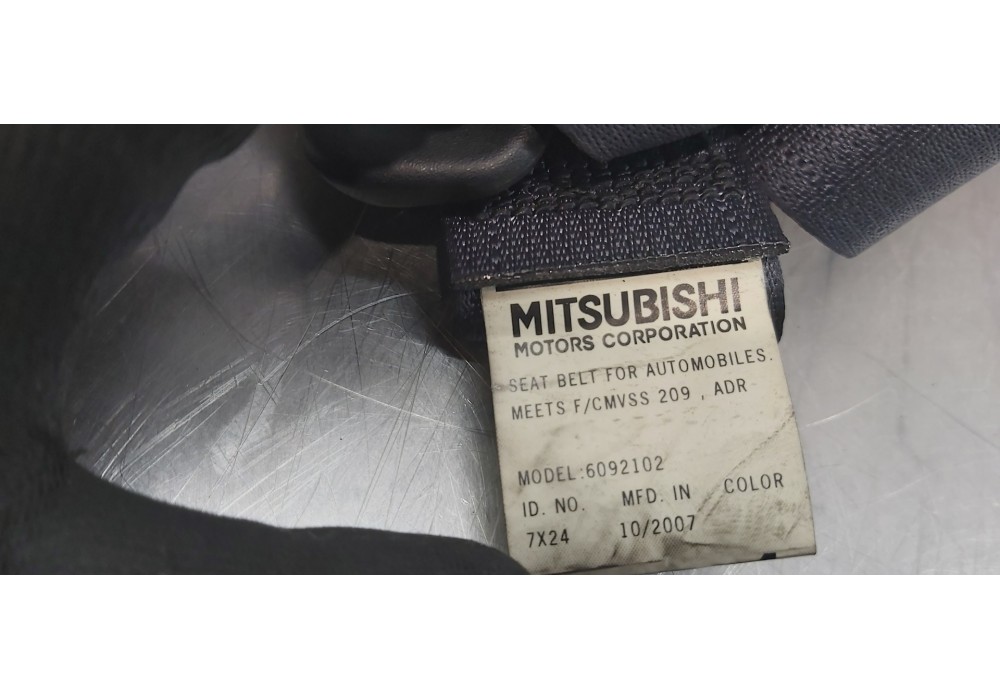 MITSUBISHI
MOTORS CORPORATION
SEAT BELT FOR AUTOMOBILES.
MEETS F/CMVSS 209 , ADR
MODEL:6092102
ID. NO. MFD. IN COLOR
7X24 10/2007